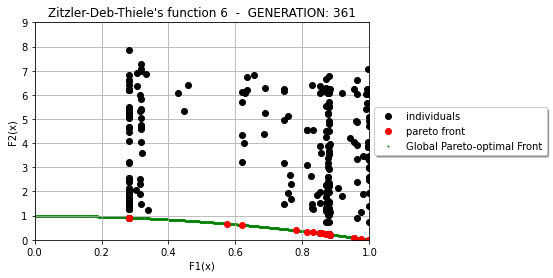 Zitzler-Deb-Thiele's function 6 - GENERATION: 361
9
8
7
6
5
4
3
2
1
0
F2(x)
0.0
0.2
0.4
0.6
0.8
1.0
F1(x)
individuals
pareto front
Global Pareto-optimal Front